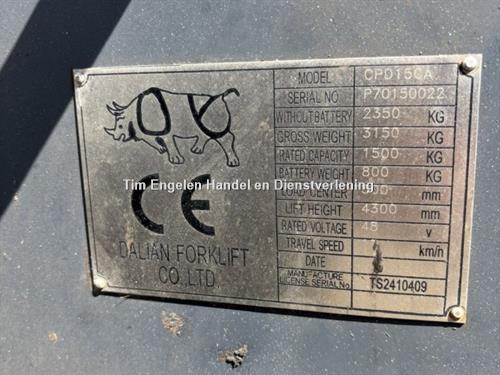 OK
CE
DALIAN FORKLIFT
CO.,LTD.
MODEL CPD15CA
SERIAL NO P70150022
WITHOUT BATTERY 2350 KG
GROSS WEIGHT 3150 KG
RATED CAPACITY 1500 KG
BATTERY WEIGHT 800 KG
Tim Engelen Handel en Dienstverlening
LOAD CENTER mm
LIFT HEIGHT 4300 mm
RATED VOLTAGE 48 v
TRAVEL SPEED km/h
DATE
MANUFACTURE
LICENSE SERIAL No. TS2410409